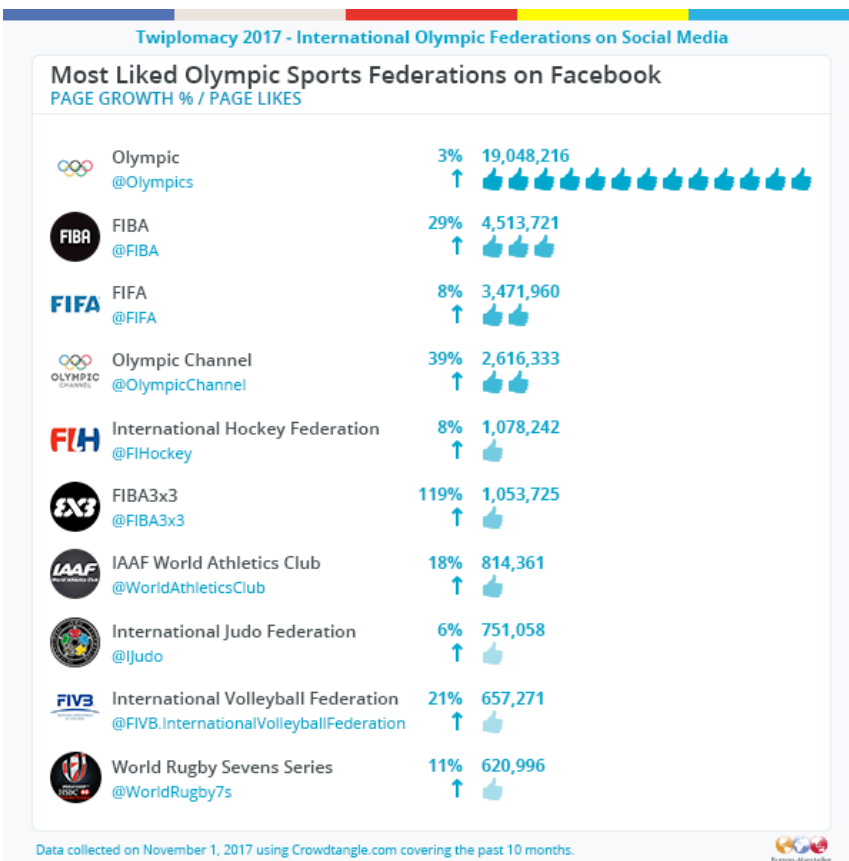 Twiplomacy 2017 - International Olympic Federations on Social Media
Most Liked Olympic Sports Federations on Facebook
PAGE GROWTH % / PAGE LIKES
Olympic 3% 19,048,216
@Olympics
FIBA
FIBA 29% 4,513,721
@FIBA
FIFA
FIFA 8% 3,471,960
@FIFA
OLYMPIC
CHANNEL
Olympic Channel 39% 2,616,333
@OlympicChannel
FIH
International Hockey Federation 8% 1,078,242
@FIHockey
3X3
FIBA3x3 119% 1,053,725
@FIBA3x3
IAAF
World Athletics Club
IAAF World Athletics Club 18% 814,361
@WorldAthleticsClub
International Judo Federation 6% 751,058
@IJudo
FIVB
International Volleyball Federation 21% 657,271
@FIVB.InternationalVolleyballFederation
HSBC
World Rugby Sevens Series 11% 620,996
@WorldRugby7s
Data collected on November 1, 2017 using Crowdtangle.com covering the past 10 months.